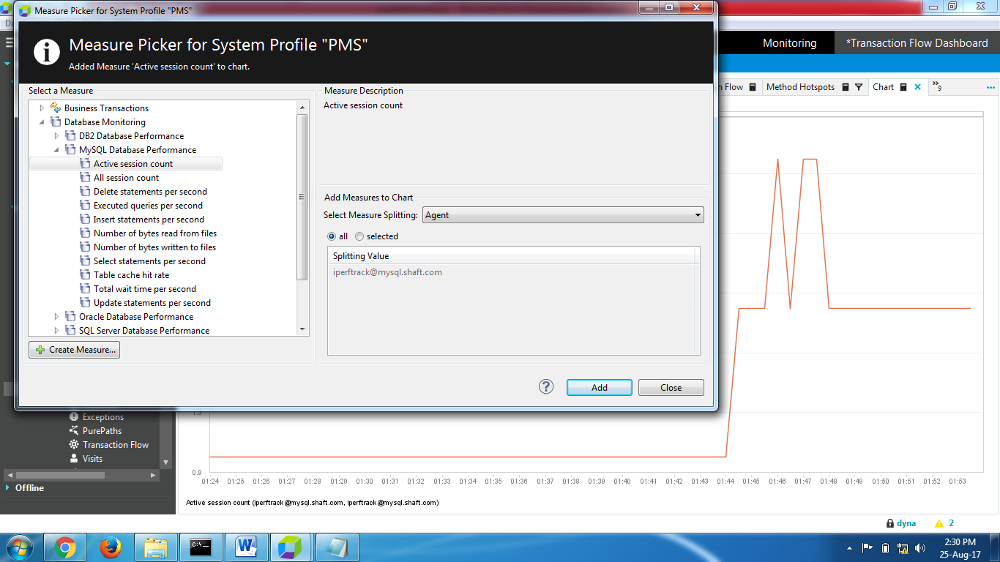 Measure Picker for System Profile "PMS"
Measure Picker for System Profile "PMS"
Added Measure 'Active session count' to chart.
Monitoring
*Transaction Flow Dashboard
Select a Measure
Business Transactions
Database Monitoring
DB2 Database Performance
MySQL Database Performance
Active session count
All session count
Delete statements per second
Executed queries per second
Insert statements per second
Number of bytes read from files
Number of bytes written to files
Select statements per second
Table cache hit rate
Total wait time per second
Update statements per second
Oracle Database Performance
SQL Server Database Performance
Create Measure...
Measure Description
Active session count
Add Measures to Chart
Select Measure Splitting: Agent
all selected
Splitting Value
iperftrack@mysql.shaft.com
? Add Close
Flow Method Hotspots Chart »9
Exceptions
PurePaths
Transaction Flow
Visits
Offline
0.9
01:24 01:25 01:26 01:27 01:28 01:29 01:30 01:31 01:32 01:33 01:34 01:35 01:36 01:37 01:38 01:39 01:40 01:41 01:42 01:43 01:44 01:45 01:46 01:47 01:48 01:49 01:50 01:51 01:52 01:53
Active session count (iperftrack@mysql.shaft.com, iperftrack@mysql.shaft.com)
dyna 2
C:\
W
2:30 PM
25-Aug-17